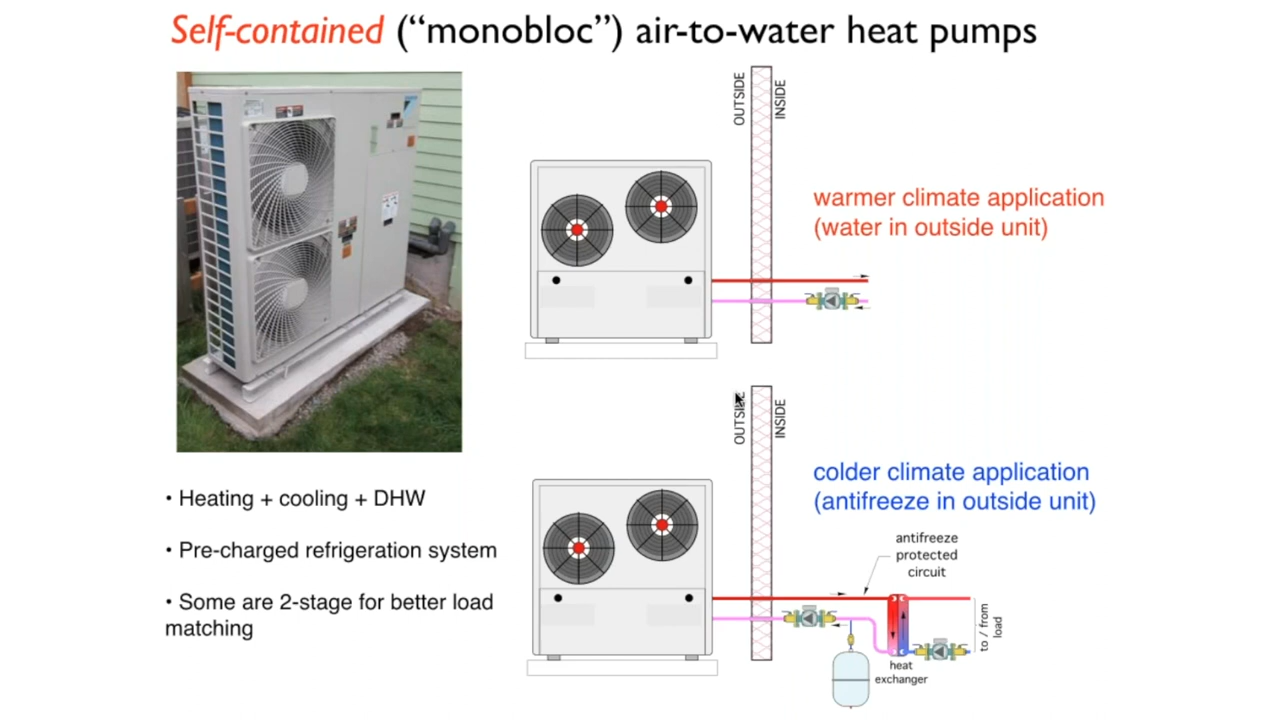 Self-contained (“monobloc”) air-to-water heat pumps
OUTSIDE
INSIDE
warmer climate application
(water in outside unit)
OUTSIDE
INSIDE
colder climate application
(antifreeze in outside unit)
antifreeze
protected
circuit
to / from
load
heat
exchanger
• Heating + cooling + DHW
• Pre-charged refrigeration system
• Some are 2-stage for better load
matching